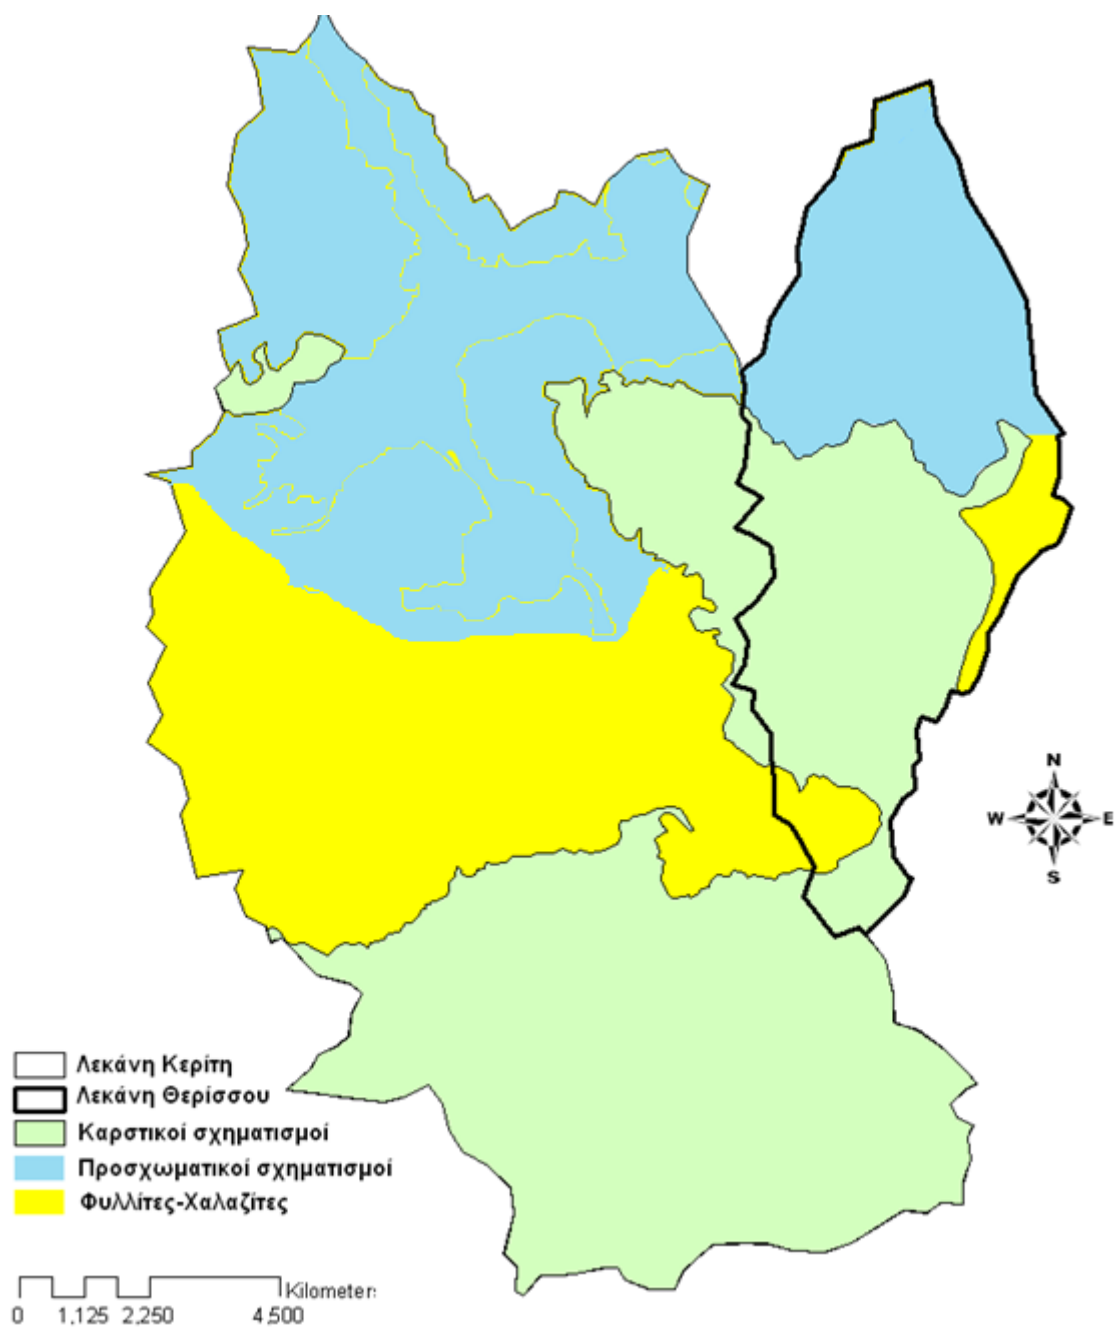 N
W E
S
Λεκάνη Κερίτη
Λεκάνη Θερίσσου
Καρστικοί σχηματισμοί
Προσχωματικοί σχηματισμοί
Φυλλίτες-Χαλαζίτες
Kilometer:
0 1,125 2,250 4,500